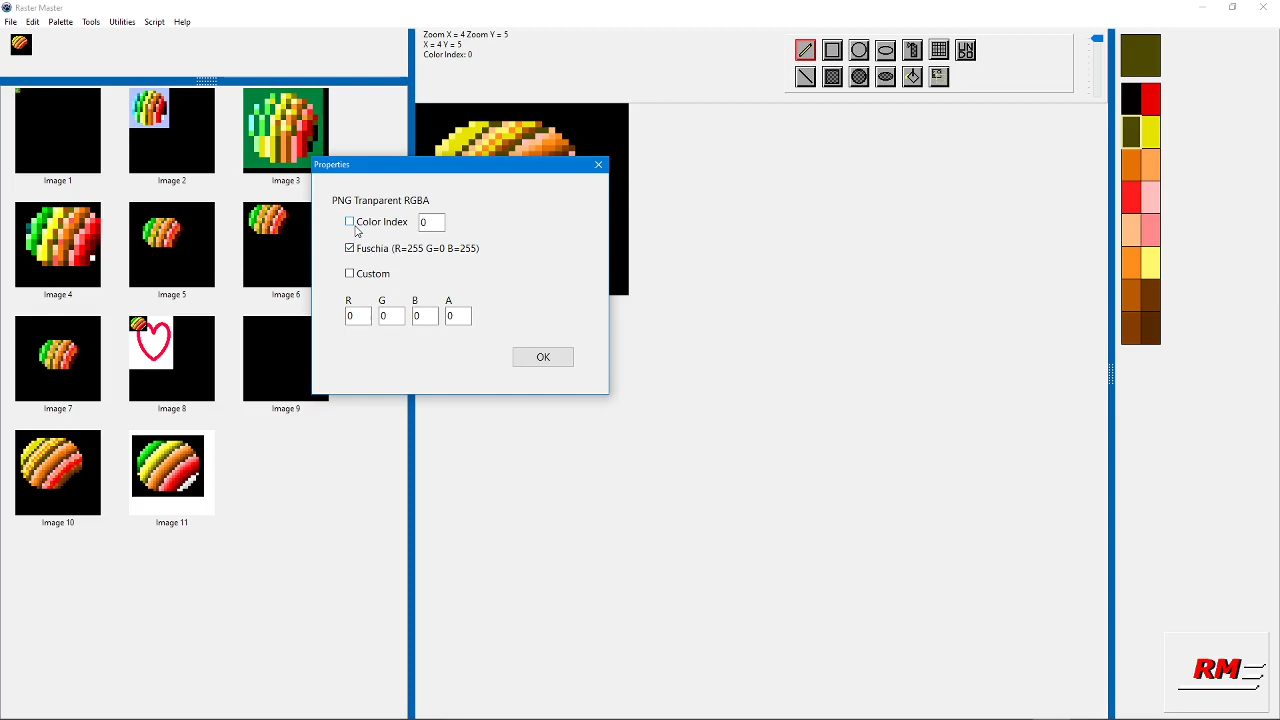 Raster Master
File Edit Palette Tools Utilities Script Help
Zoom X = 4 Zoom Y = 5
X = 4 Y = 5
Color Index: 0
UN
DO
Image 1 Image 2 Image 3
Image 4 Image 5 Image 6
Image 7 Image 8 Image 9
Image 10 Image 11
Properties
PNG Tranparent RGBA
Color Index 0
Fuschia (R=255 G=0 B=255)
Custom
R G B A
0 0 0 0
OK
RM